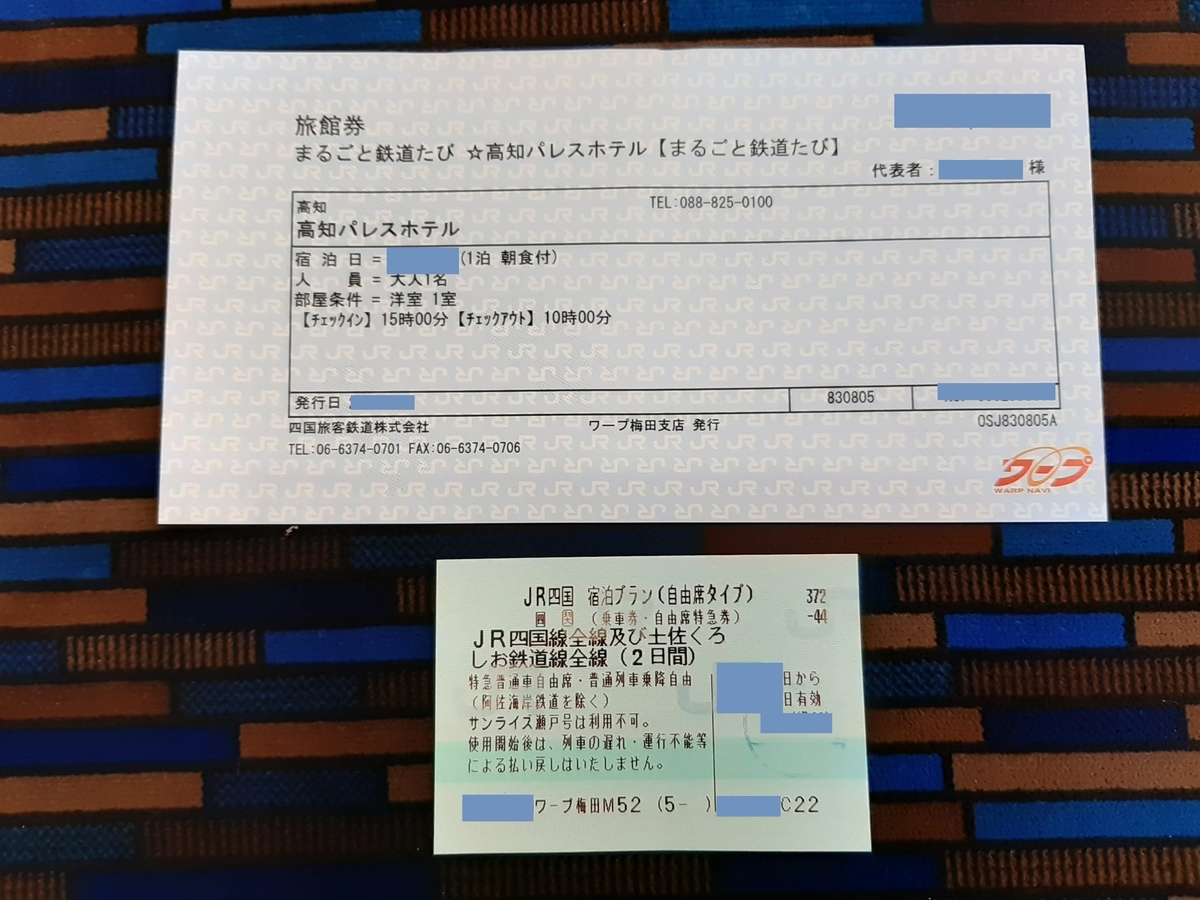 旅館券
まるごと鉄道たび ☆高知パレスホテル【まるごと鉄道たび】
代表者： 様
高知 TEL:088-825-0100
高知パレスホテル
宿 泊 日 = (1泊 朝食付)
人 員 = 大人1名
部屋条件 = 洋室 1室
【ﾁｪｯｸｲﾝ】15時00分【ﾁｪｯｸｱｳﾄ】10時00分
発行日 830805
四国旅客鉄道株式会社 ワープ梅田支店 発行 OSJ830805A
TEL:06-6374-0701 FAX:06-6374-0706
ワープ
WARP NAVI
JR四国 宿泊プラン(自由席タイプ) 372
(乗車券・自由席特急券) -44
JR四国線全線及び土佐くろ
しお鉄道線全線(2日間)
特急普通車自由席・普通列車乗降自由 日から
(阿佐海岸鉄道を除く) 日有効
サンライズ瀬戸号は利用不可。
使用開始後は、列車の遅れ・運行不能等
による払い戻しはいたしません。
ワープ梅田M52 (5- ) C22